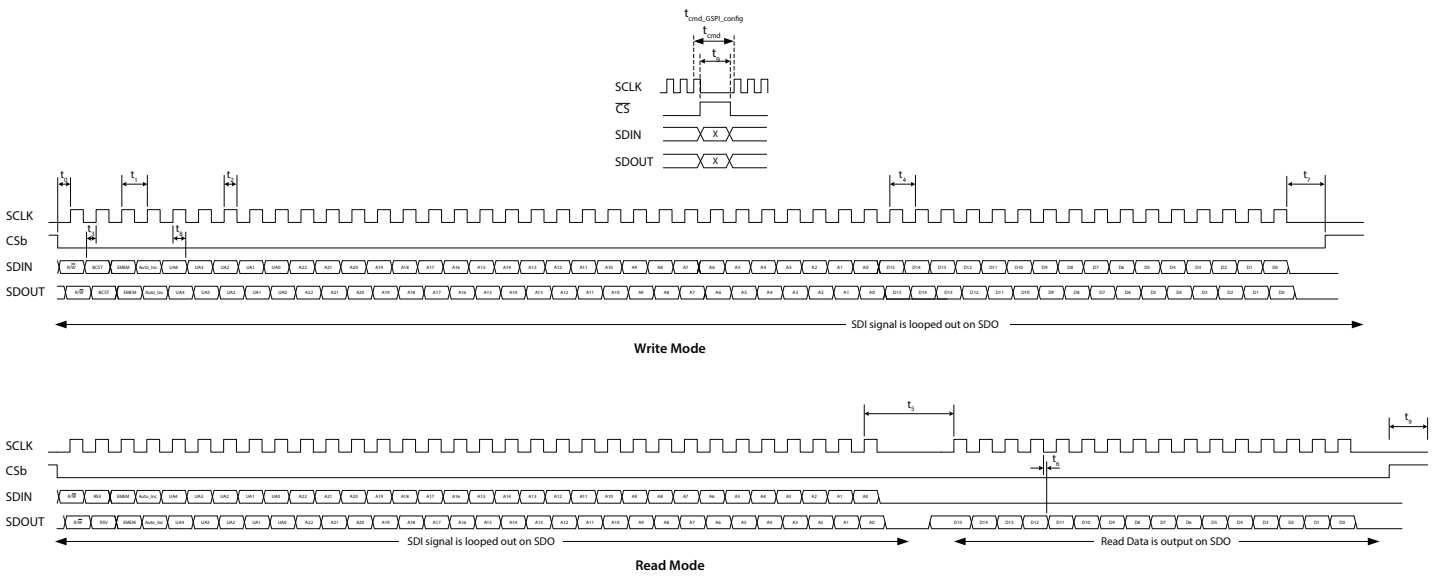 t_cmd_GSPI_config
t_cmd
t_9
SCLK
C̅S̅
SDIN X
SDOUT X
t_0 t_1 t_2 t_4 t_7
SCLK
t_3 t_8
CSb
SDIN R/W̅ BCST EMEM Auto_Inc UA4 UA3 UA2 UA1 UA0 A22 A21 A20 A19 A18 A17 A16 A15 A14 A13 A12 A11 A10 A9 A8 A7 A6 A5 A4 A3 A2 A1 A0 D15 D14 D13 D12 D11 D10 D9 D8 D7 D6 D5 D4 D3 D2 D1 D0
SDOUT R/W̅ BCST EMEM Auto_Inc UA4 UA3 UA2 UA1 UA0 A22 A21 A20 A19 A18 A17 A16 A15 A14 A13 A12 A11 A10 A9 A8 A7 A6 A5 A4 A3 A2 A1 A0 D15 D14 D13 D12 D11 D10 D9 D8 D7 D6 D5 D4 D3 D2 D1 D0
SDI signal is looped out on SDO
Write Mode
t_5 t_9
SCLK
t_6
CSb
SDIN R/W̅ RSV EMEM Auto_Inc UA4 UA3 UA2 UA1 UA0 A22 A21 A20 A19 A18 A17 A16 A15 A14 A13 A12 A11 A10 A9 A8 A7 A6 A5 A4 A3 A2 A1 A0
SDOUT R/W̅ RSV EMEM Auto_Inc UA4 UA3 UA2 UA1 UA0 A22 A21 A20 A19 A18 A17 A16 A15 A14 A13 A12 A11 A10 A9 A8 A7 A6 A5 A4 A3 A2 A1 A0 D15 D14 D13 D12 D11 D10 D9 D8 D7 D6 D5 D4 D3 D2 D1 D0
SDI signal is looped out on SDO Read Data is output on SDO
Read Mode